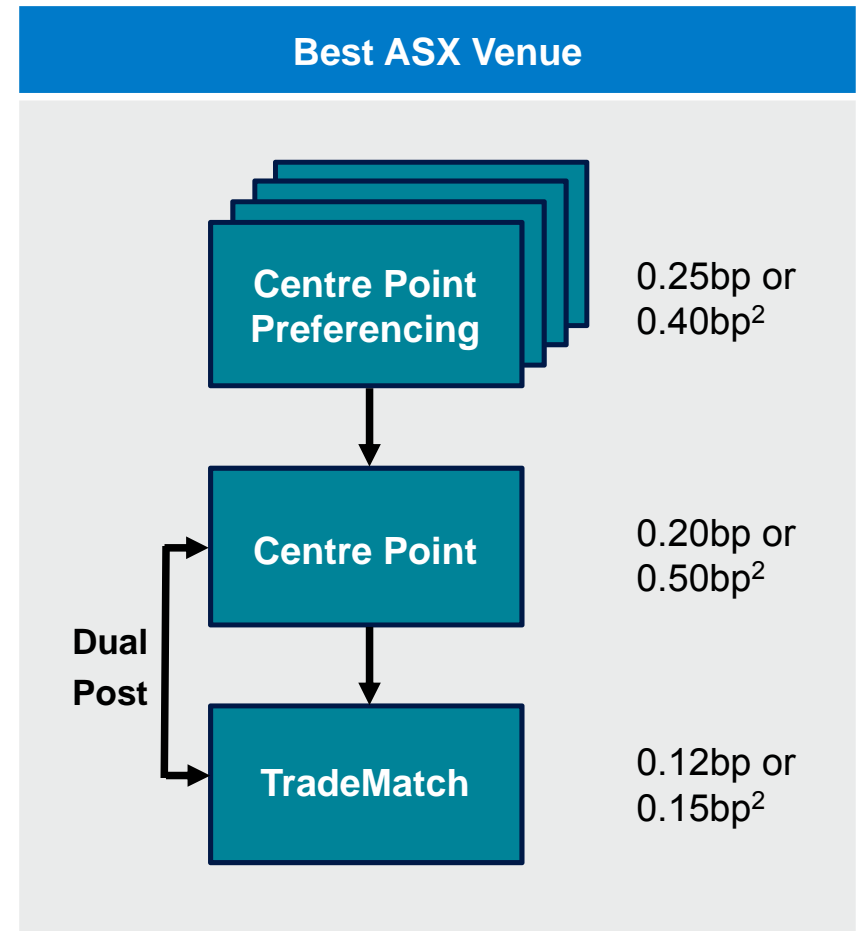 Best ASX Venue
Centre Point
Preferencing
0.25bp or
0.40bp²
Centre Point
0.20bp or
0.50bp²
Dual
Post
TradeMatch
0.12bp or
0.15bp²